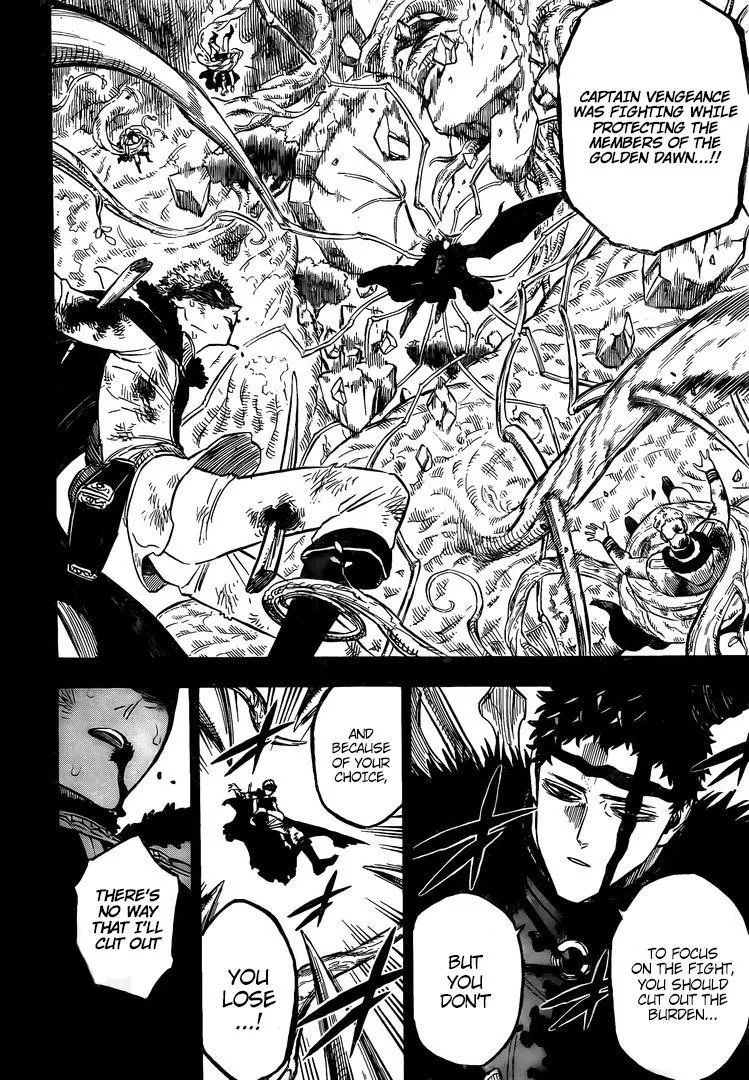 CAPTAIN VENGEANCE
WAS FIGHTING WHILE
PROTECTING THE
MEMBERS OF THE
GOLDEN DAWN...!!
TO FOCUS
ON THE FIGHT,
YOU SHOULD
CUT OUT THE
BURDEN...
BUT
YOU
DON'T
AND
BECAUSE
OF YOUR
CHOICE,
YOU
LOSE
...!
THERE'S
NO WAY
THAT I'LL
CUT OUT